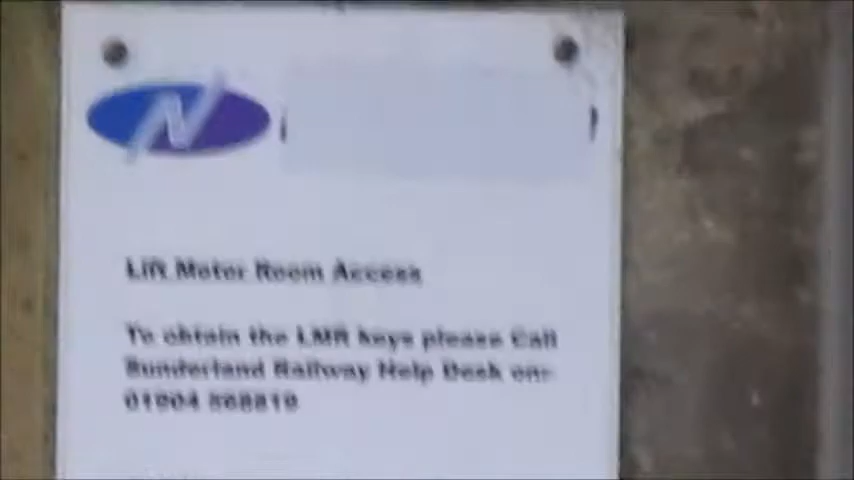 N
Lift Motor Room Access
To obtain the LMR keys please Call
Sunderland Railway Help Desk on:-
01904